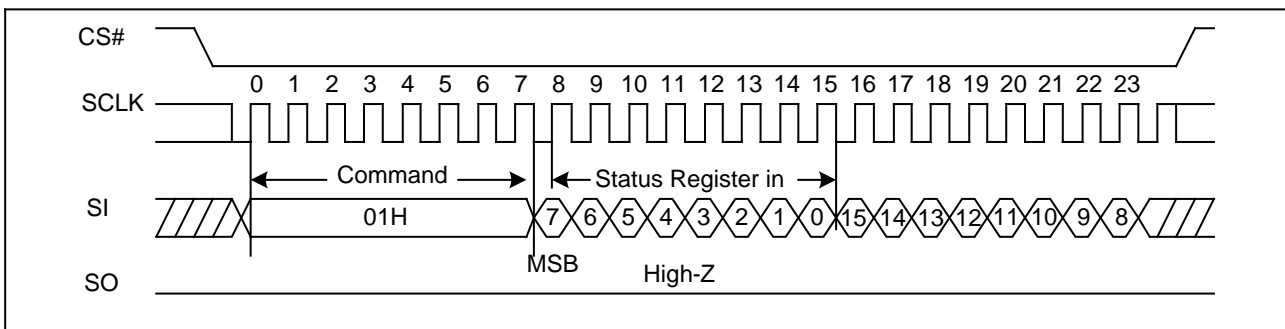 CS#
0 1 2 3 4 5 6 7 8 9 10 11 12 13 14 15 16 17 18 19 20 21 22 23
SCLK
Command Status Register in
SI 01H 7 6 5 4 3 2 1 0 15 14 13 12 11 10 9 8
MSB
SO High-Z